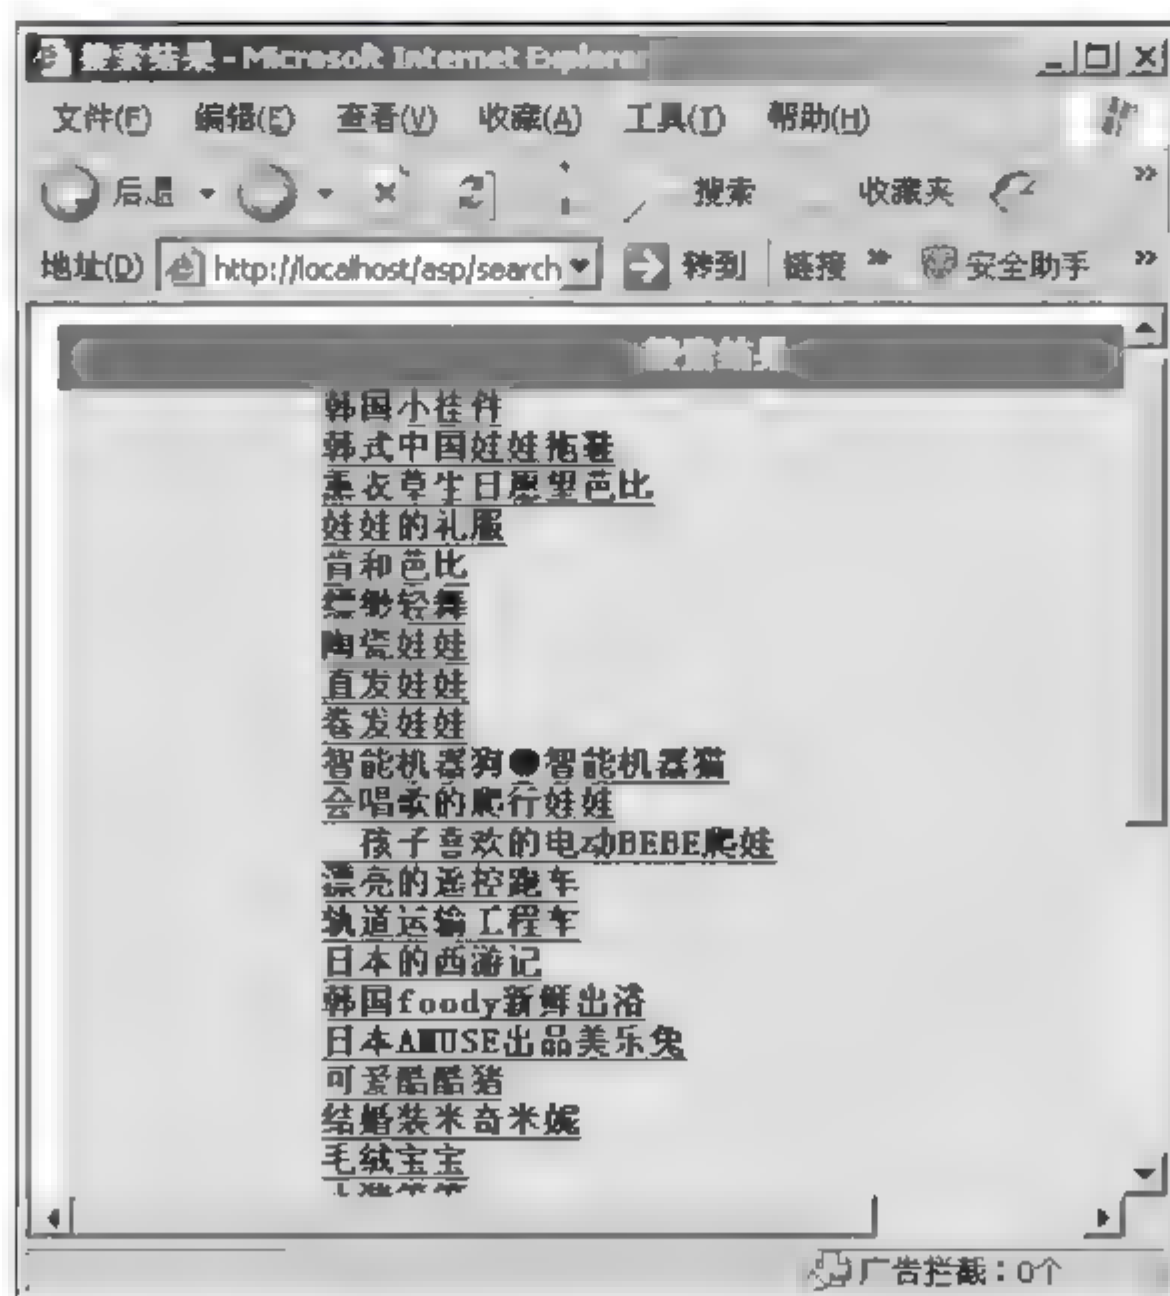 搜索结果 - Microsoft Internet Explorer
文件(F) 编辑(E) 查看(V) 收藏(A) 工具(T) 帮助(H)
后退 搜索 收藏夹 »
地址(D) http://localhost/asp/search 转到 链接 » 安全助手 »
搜索结果
韩国小挂件
韩式中国娃娃拖鞋
薰衣草生日愿望芭比
娃娃的礼服
肯和芭比
轻舞
陶瓷娃娃
直发娃娃
卷发娃娃
智能机器狗●智能机器猫
会唱歌的爬行娃娃
孩子喜欢的电动BEBE爬娃
漂亮的遥控跑车
轨道运输工程车
日本的西游记
韩国foody新鲜出浴
日本AMUSE出品美乐兔
可爱酷酷猪
结婚装米奇米妮
毛绒宝宝
广告拦截：0个